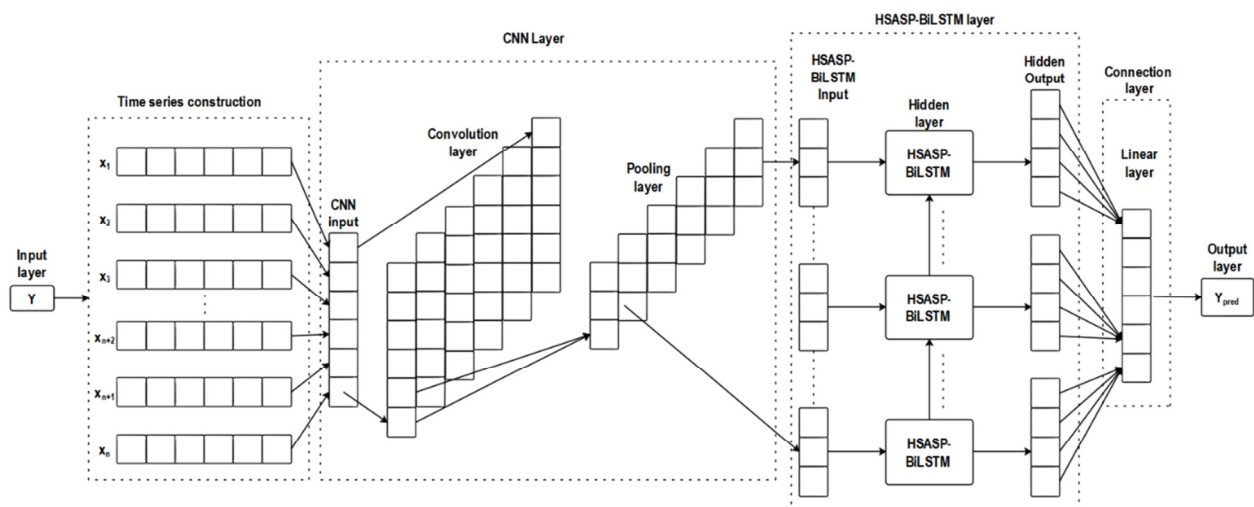 Input
layer
Y
Time series construction
X1
X2
X3
Xn+2
Xn+1
Xn
CNN Layer
CNN
input
Convolution
layer
Pooling
layer
HSASP-BiLSTM layer
HSASP-
BiLSTM
Input
Hidden
layer
HSASP-
BiLSTM
HSASP-
BiLSTM
HSASP-
BiLSTM
Hidden
Output
Connection
layer
Linear
layer
Output
layer
Ypred